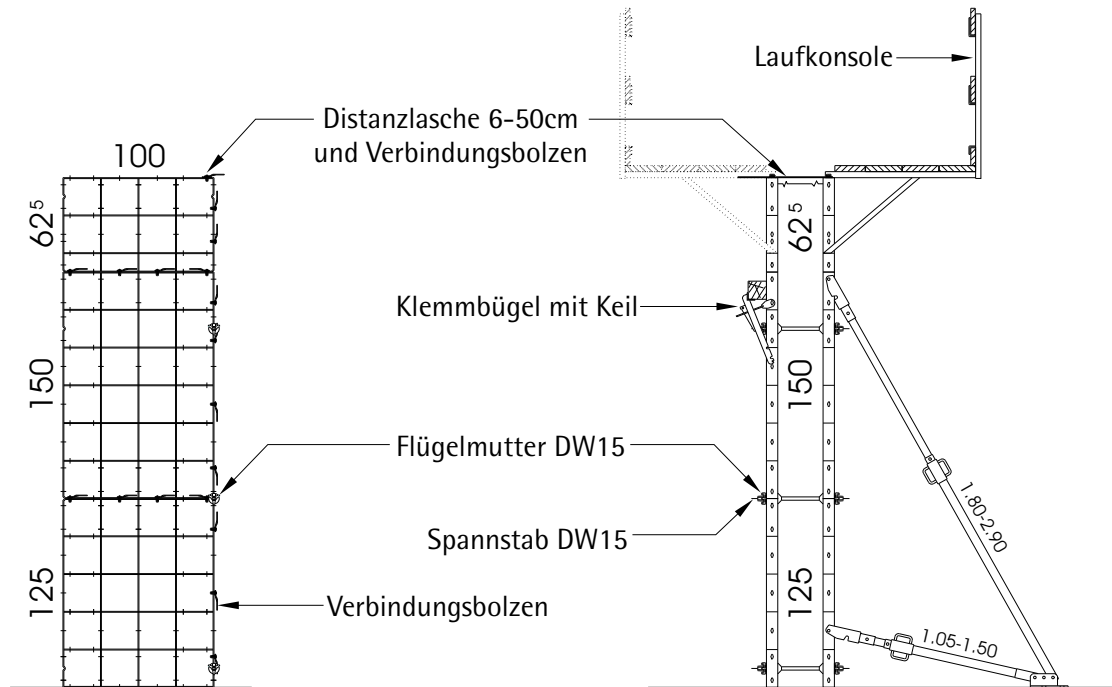 Laufkonsole
Distanzlasche 6-50cm
und Verbindungsbolzen
100
62⁵
62⁵
Klemmbügel mit Keil
150
150
Flügelmutter DW15
1.80-2.90
Spannstab DW15
125
125
Verbindungsbolzen
1.05-1.50